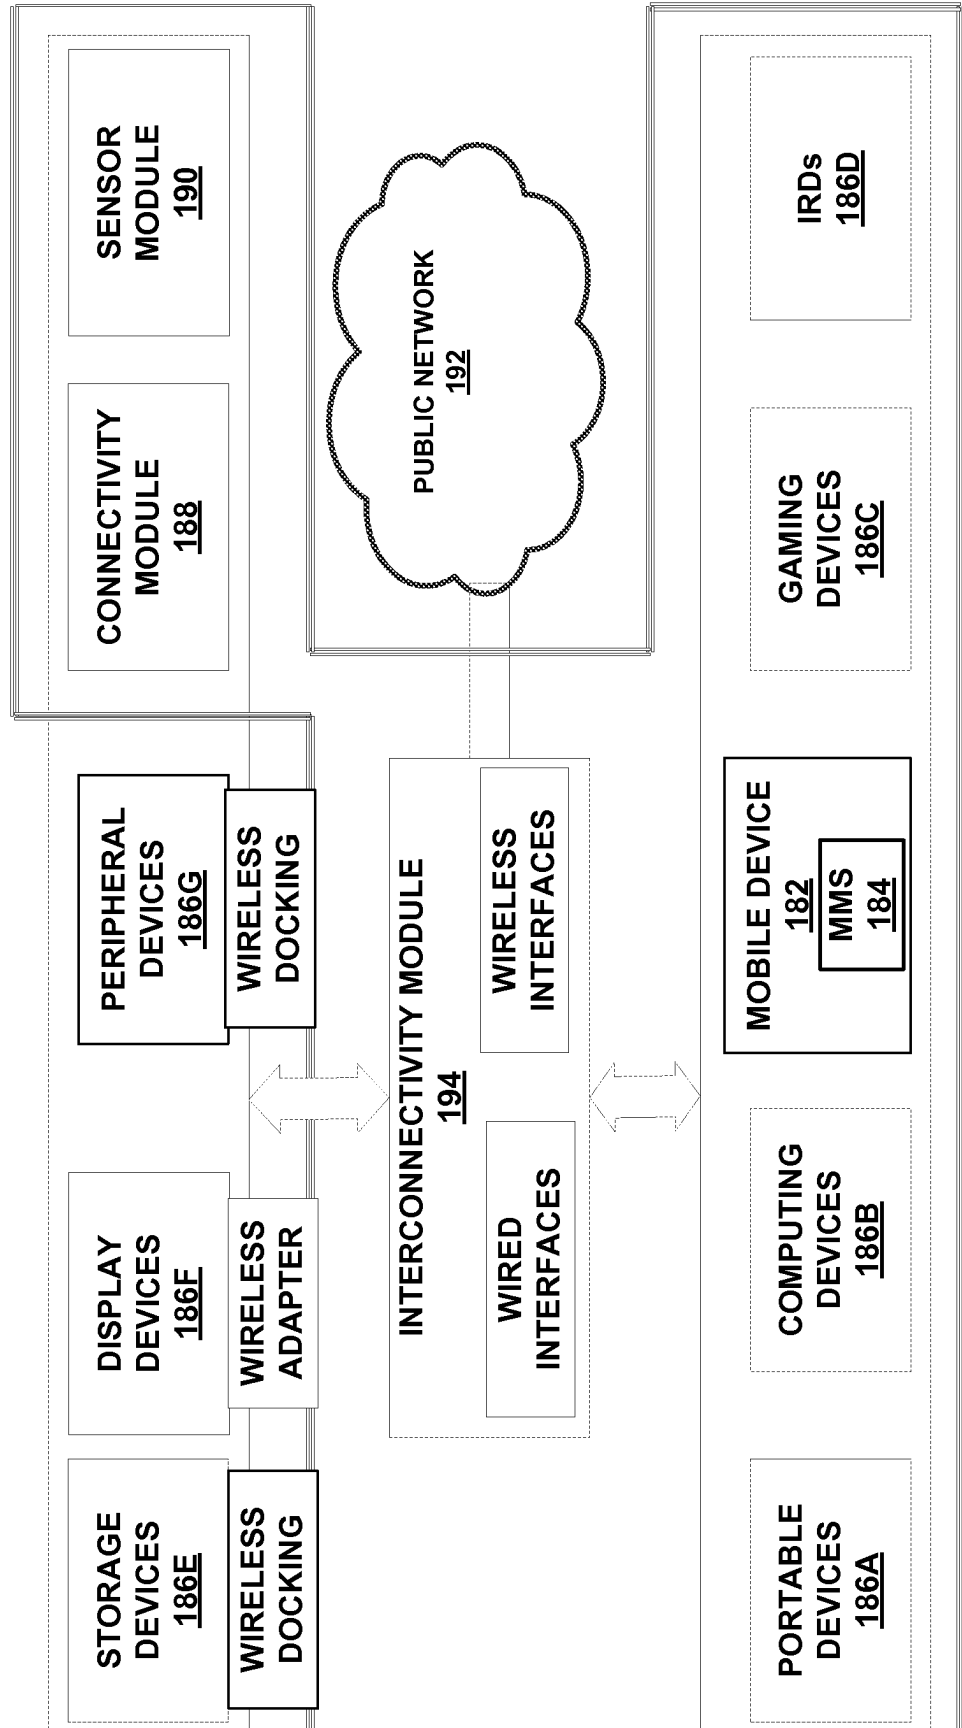 STORAGE
DEVICES
186E
WIRELESS
DOCKING
DISPLAY
DEVICES
186F
WIRELESS
ADAPTER
PERIPHERAL
DEVICES
186G
WIRELESS
DOCKING
CONNECTIVITY
MODULE
188
SENSOR
MODULE
190
INTERCONNECTIVITY MODULE
194
WIRED
INTERFACES
WIRELESS
INTERFACES
PUBLIC NETWORK
192
PORTABLE
DEVICES
186A
COMPUTING
DEVICES
186B
MOBILE DEVICE
182
MMS
184
GAMING
DEVICES
186C
IRDs
186D